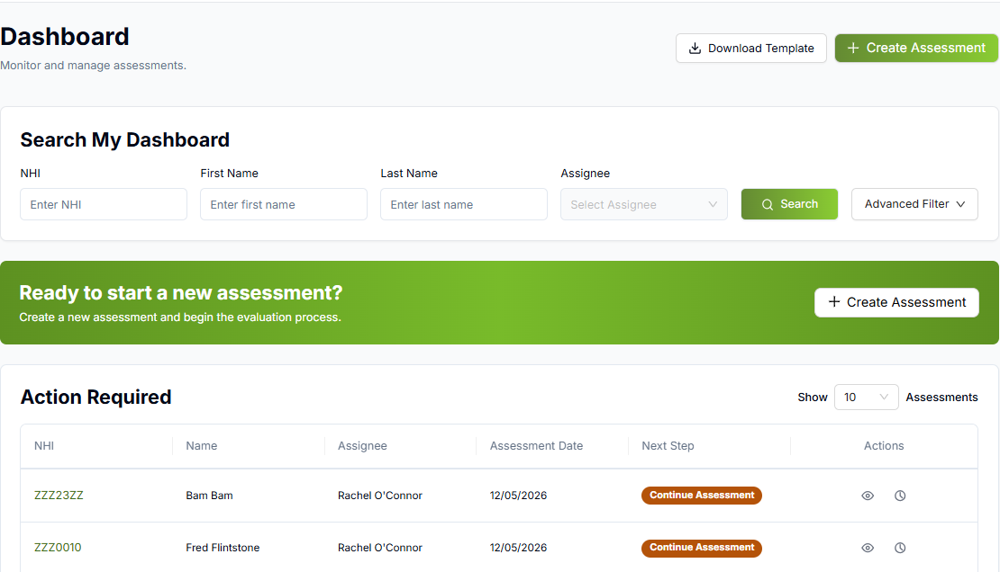 Dashboard
Monitor and manage assessments.
Download Template
Create Assessment
Search My Dashboard
NHI First Name Last Name Assignee
Enter NHI Enter first name Enter last name Select Assignee Search Advanced Filter
Ready to start a new assessment?
Create a new assessment and begin the evaluation process.
Create Assessment
Action Required
Show 10 Assessments
NHI Name Assignee Assessment Date Next Step Actions
ZZZ23ZZ Bam Bam Rachel O'Connor 12/05/2026 Continue Assessment
ZZZ0010 Fred Flintstone Rachel O'Connor 12/05/2026 Continue Assessment